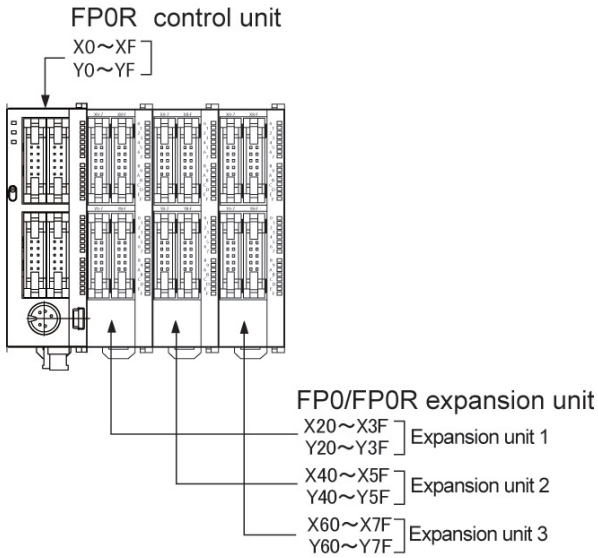 FP0R control unit
X0～XF
Y0～YF
FP0/FP0R expansion unit
X20～X3F
Y20～Y3F
Expansion unit 1
X40～X5F
Y40～Y5F
Expansion unit 2
X60～X7F
Y60～Y7F
Expansion unit 3